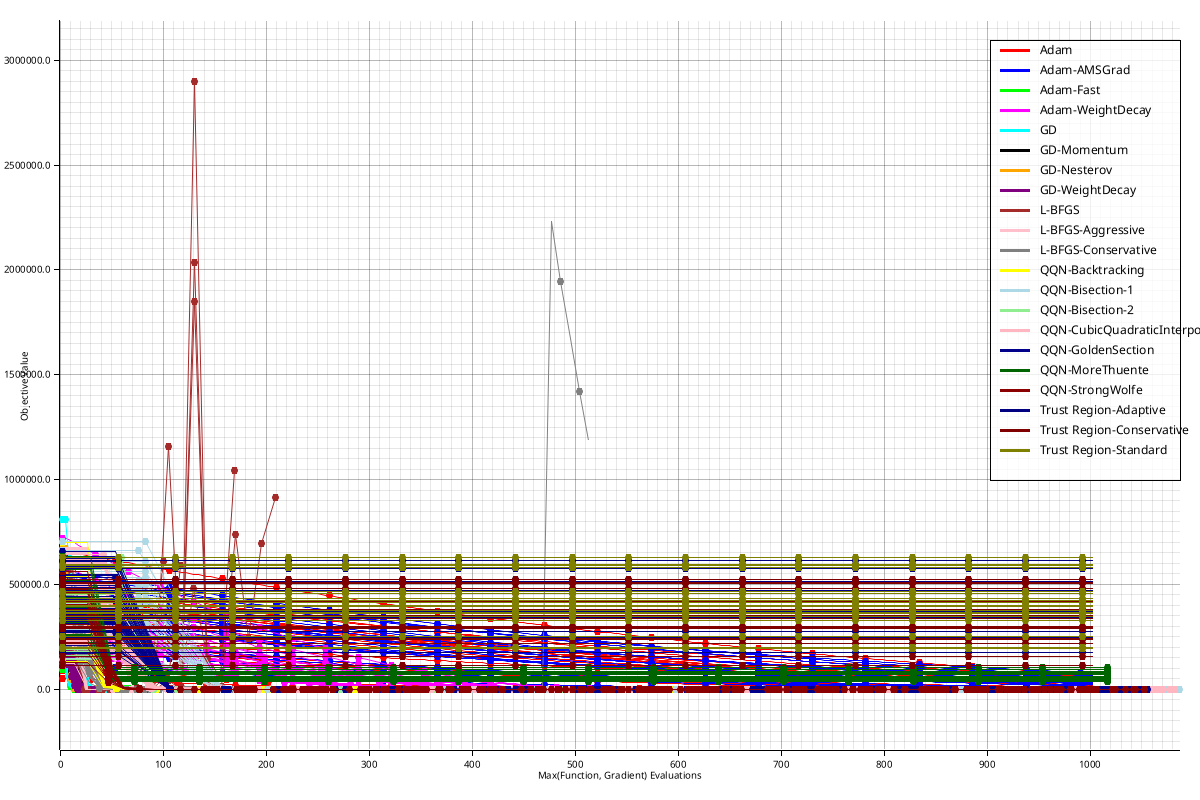 3000000.0
2500000.0
2000000.0
1500000.0
1000000.0
500000.0
0.0
Objective Value
0 100 200 300 400 500 600 700 800 900 1000
Max(Function, Gradient) Evaluations
Adam
Adam-AMSGrad
Adam-Fast
Adam-WeightDecay
GD
GD-Momentum
GD-Nesterov
GD-WeightDecay
L-BFGS
L-BFGS-Aggressive
L-BFGS-Conservative
QQN-Backtracking
QQN-Bisection-1
QQN-Bisection-2
QQN-CubicQuadraticInterpo
QQN-GoldenSection
QQN-MoreThuente
QQN-StrongWolfe
Trust Region-Adaptive
Trust Region-Conservative
Trust Region-Standard